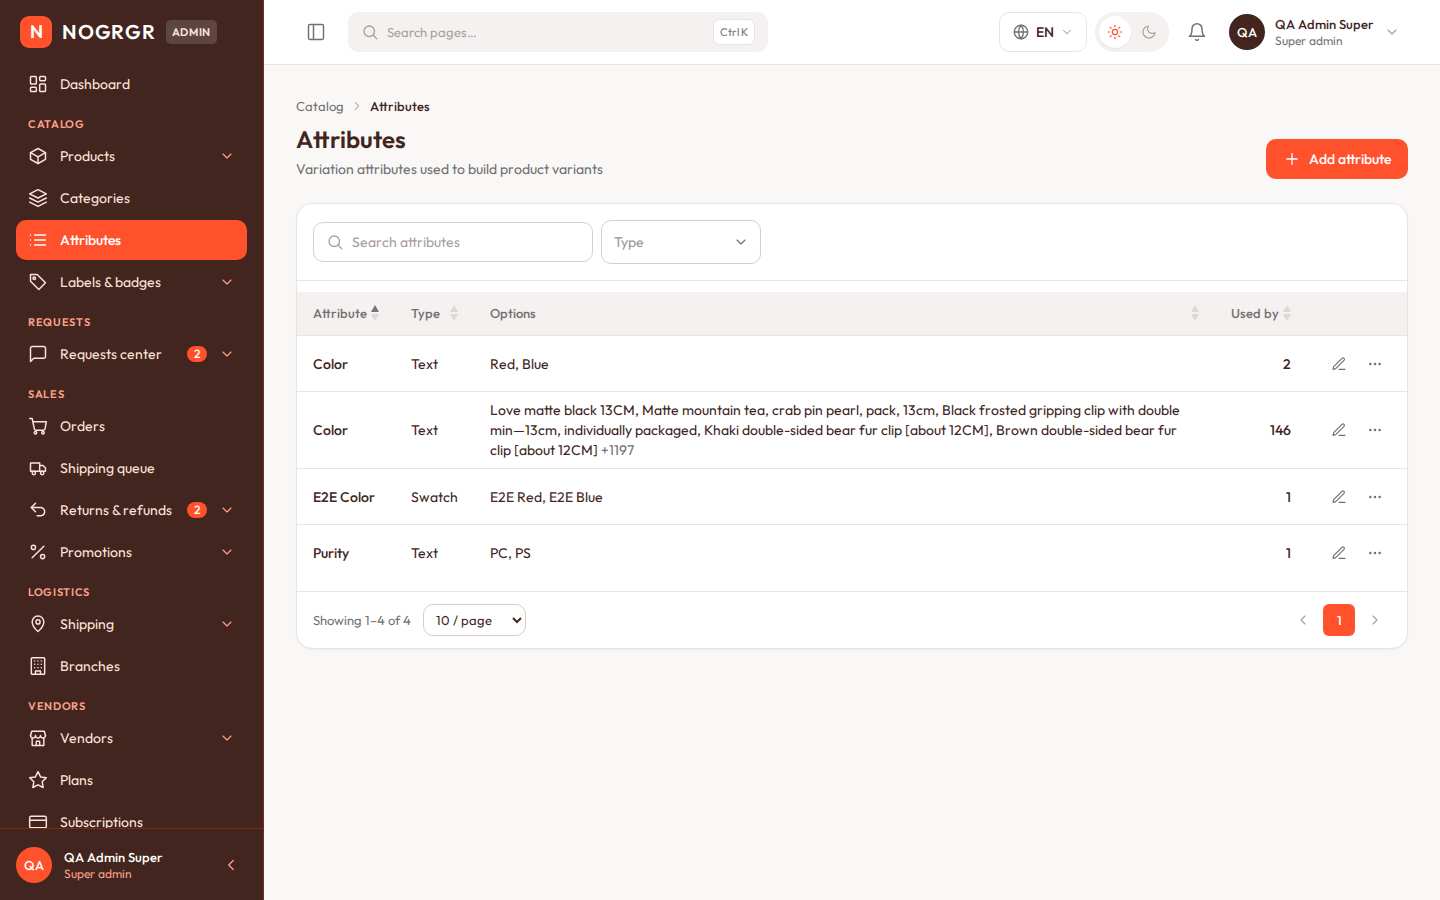 N NOGRGR ADMIN
Search pages... Ctrl K
EN
QA
QA Admin Super
Super admin
Dashboard
CATALOG
Products
Categories
Attributes
Labels & badges
REQUESTS
Requests center 2
SALES
Orders
Shipping queue
Returns & refunds 2
Promotions
LOGISTICS
Shipping
Branches
VENDORS
Vendors
Plans
Subscriptions
QA
QA Admin Super
Super admin
Catalog > Attributes
Attributes
Variation attributes used to build product variants
+ Add attribute
Search attributes
Type
Attribute Type Options Used by
Color Text Red, Blue 2
Color Text Love matte black 13CM, Matte mountain tea, crab pin pearl, pack, 13cm, Black frosted gripping clip with double
min—13cm, individually packaged, Khaki double-sided bear fur clip [about 12CM], Brown double-sided bear fur
clip [about 12CM] +1197
146
E2E Color Swatch E2E Red, E2E Blue 1
Purity Text PC, PS 1
Showing 1–4 of 4 10 / page
1